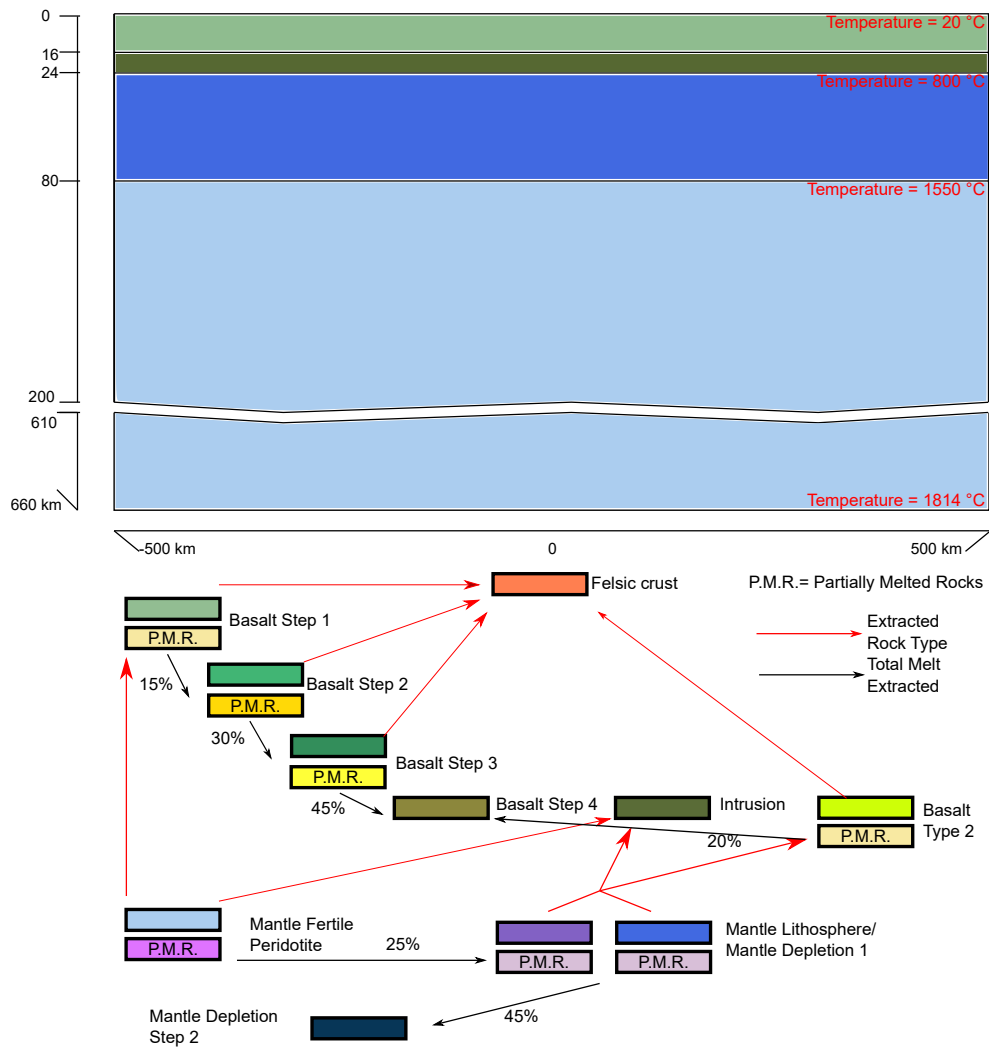 0
Temperature = 20 °C
16
24
Temperature = 800 °C
80
Temperature = 1550 °C
200
610
660 km
Temperature = 1814 °C
-500 km
0
500 km
Felsic crust
P.M.R.= Partially Melted Rocks
Basalt Step 1
P.M.R.
Extracted
Rock Type
Total Melt
Extracted
15%
Basalt Step 2
P.M.R.
30%
Basalt Step 3
P.M.R.
45%
Basalt Step 4
Intrusion
Basalt
Type 2
P.M.R.
20%
Mantle Fertile
Peridotite
P.M.R.
25%
Mantle Lithosphere/
Mantle Depletion 1
P.M.R.
P.M.R.
45%
Mantle Depletion
Step 2